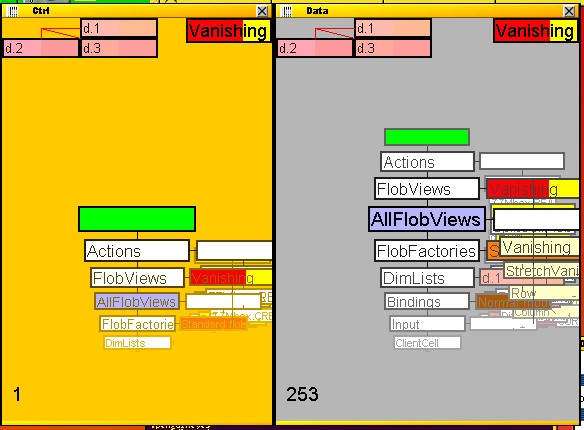 Ctrl
d.1
d.2
d.3
Vanishing
Actions
FlobViews
Vanishing
AllFlobViews
FlobFactorie
Standard flob
DimLists
1
Data
d.1
d.2
d.3
Vanishing
Actions
FlobViews
Vanishing
AllFlobViews
FlobFactories
S
Vanishing
DimLists
d.1
StretchVani
Bindings
Row
Column
Input
ClientCell
253